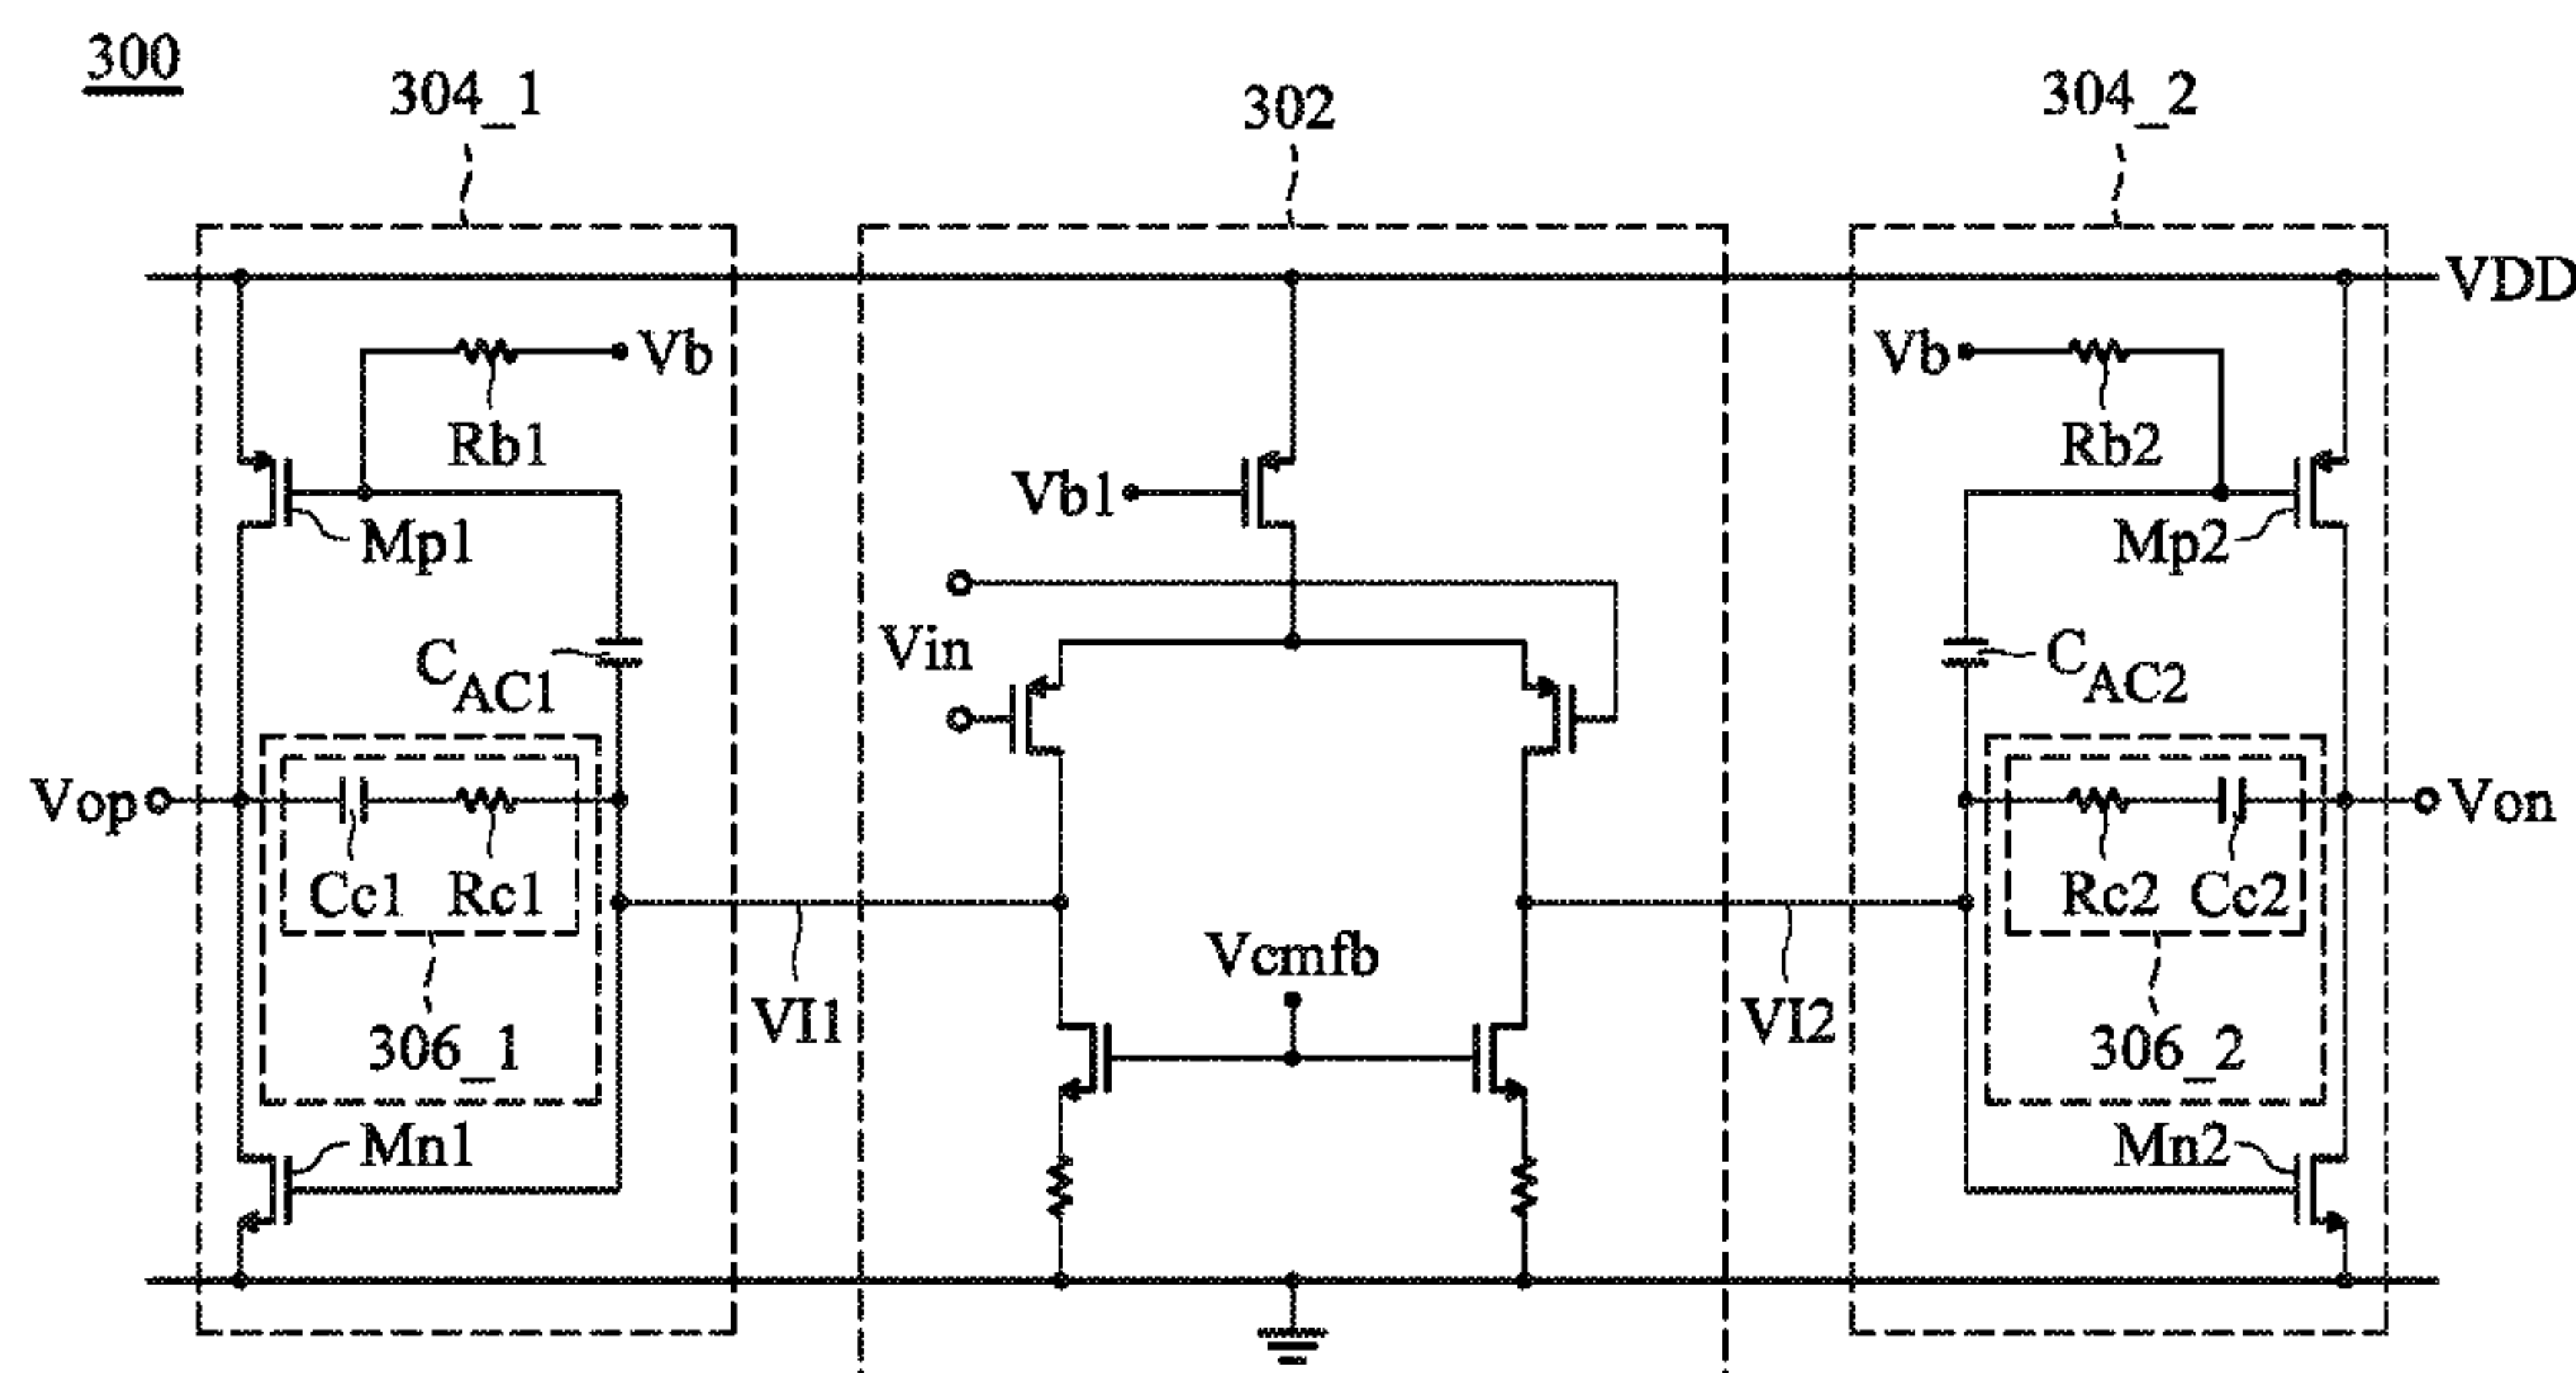 300
304_1
302
304_2
VDD
Vb
Vb
Rb1
Rb2
Vb1
Mp1
Mp2
Vin
CAC1
CAC2
Vop
Von
Cc1
Rc1
Rc2
Cc2
Vcmfb
VI1
VI2
306_1
306_2
Mn1
Mn2